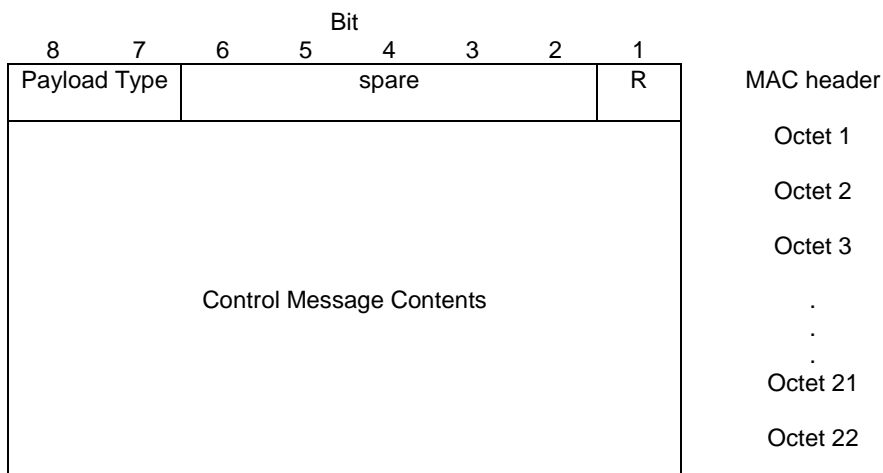 Bit
8 7 6 5 4 3 2 1
Payload Type spare R MAC header
Octet 1
Octet 2
Octet 3
Control Message Contents .
.
.
Octet 21
Octet 22